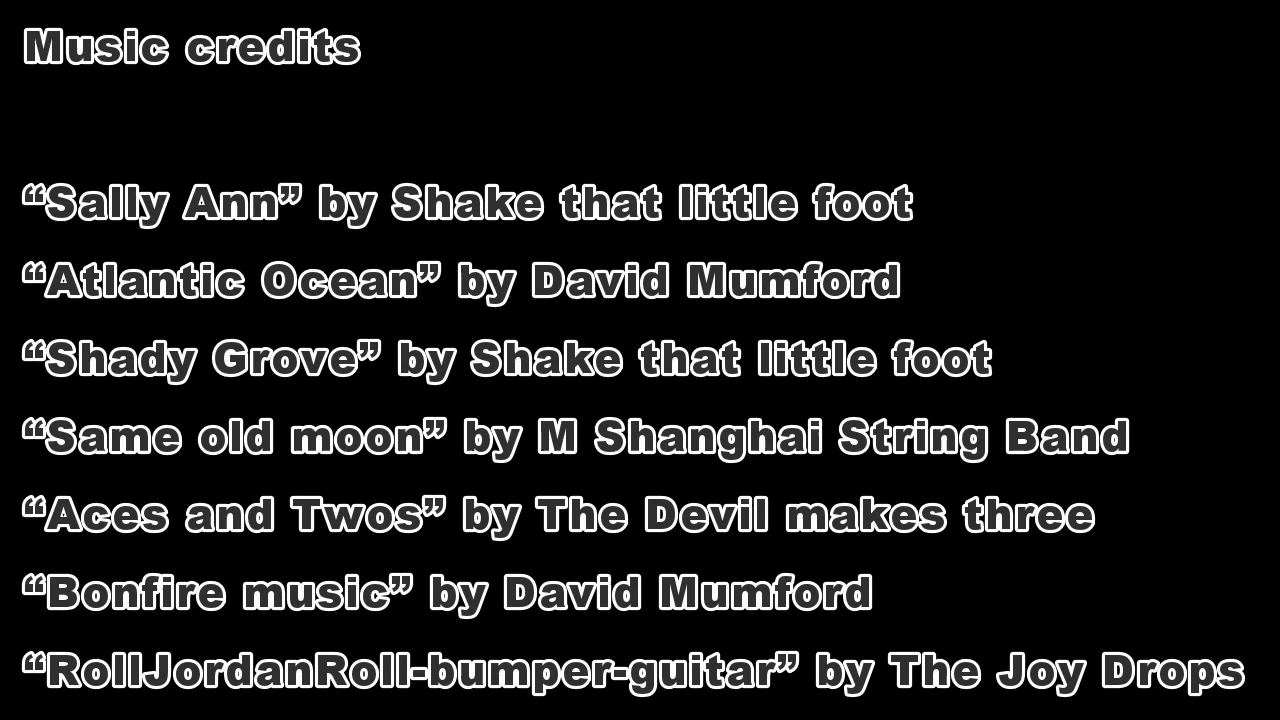 Music credits
“Sally Ann” by Shake that little foot
“Atlantic Ocean” by David Mumford
“Shady Grove” by Shake that little foot
“Same old moon” by M Shanghai String Band
“Aces and Twos” by The Devil makes three
“Bonfire music” by David Mumford
“RollJordanRoll-bumper-guitar” by The Joy Drops